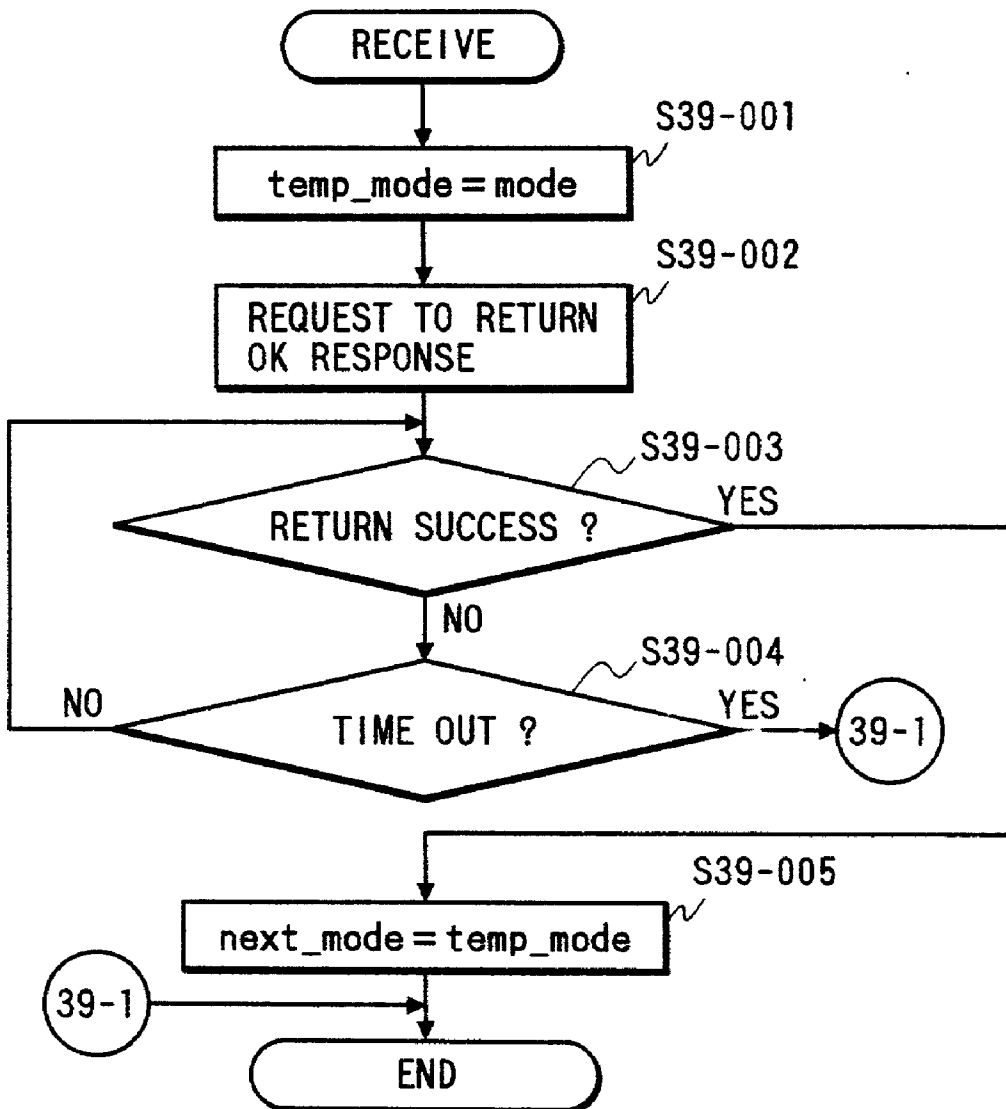 RECEIVE
S39-001
temp_mode=mode
S39-002
REQUEST TO RETURN
OK RESPONSE
S39-003
RETURN SUCCESS ?
YES
NO
S39-004
NO
TIME OUT ?
YES
39-1
S39-005
next_mode=temp_mode
39-1
END